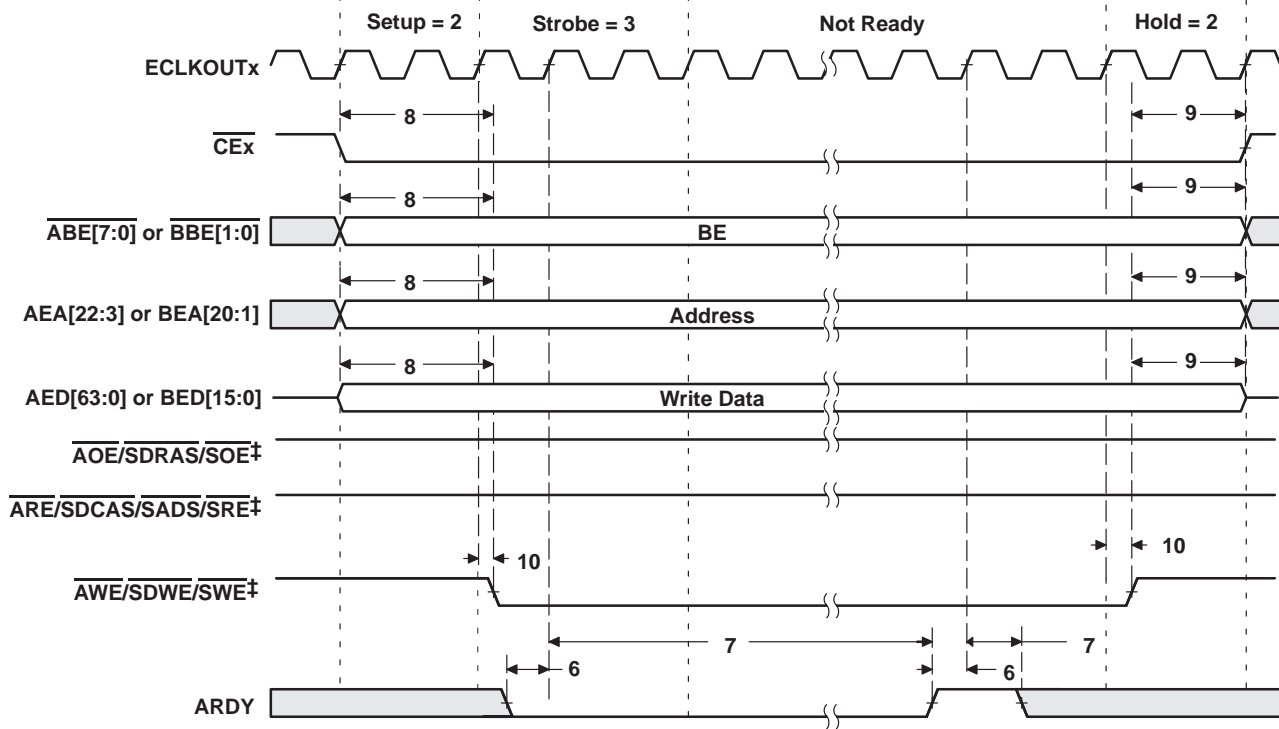 Setup = 2 Strobe = 3 Not Ready Hold = 2
ECLKOUTx
8 9
CEx
8 9
ABE[7:0] or BBE[1:0] BE
8 9
AEA[22:3] or BEA[20:1] Address
8 9
AED[63:0] or BED[15:0] Write Data
AOE/SDRAS/SOE‡
ARE/SDCAS/SADS/SRE‡
10 10
AWE/SDWE/SWE‡
7 7
6 6
ARDY